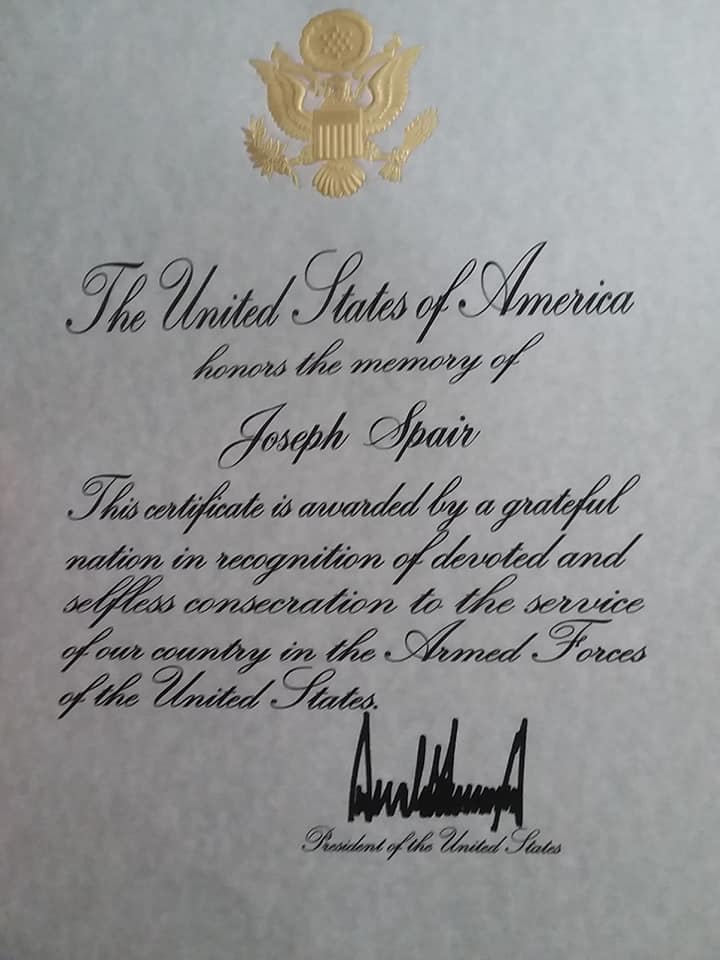 The United States of America
honors the memory of
Joseph Spair
This certificate is awarded by a grateful
nation in recognition of devoted and
selfless consecration to the service
of our country in the Armed Forces
of the United States.
President of the United States